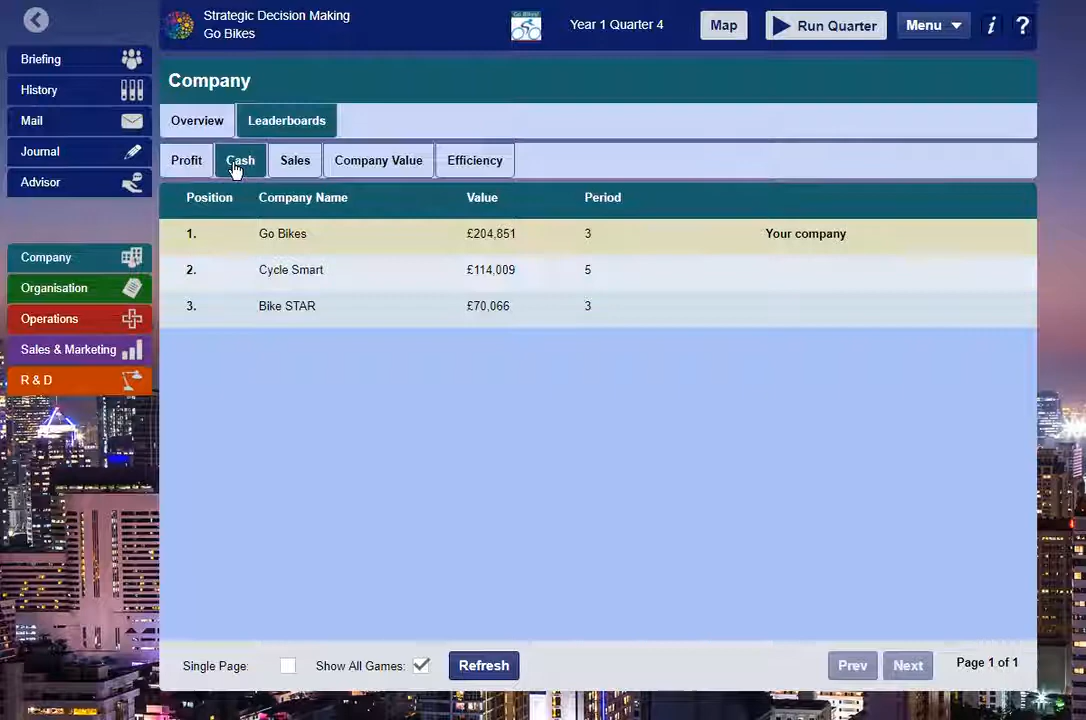 Strategic Decision Making
Go Bikes
Go Bikes!
Year 1 Quarter 4
Map
Run Quarter
Menu
i
?
Briefing
History
Mail
Journal
Advisor
Company
Organisation
Operations
Sales & Marketing
R & D
Company
Overview Leaderboards
Profit Cash Sales Company Value Efficiency
Position Company Name Value Period
1. Go Bikes £204,851 3 Your company
2. Cycle Smart £114,009 5
3. Bike STAR £70,066 3
Single Page: Show All Games: Refresh Prev Next Page 1 of 1